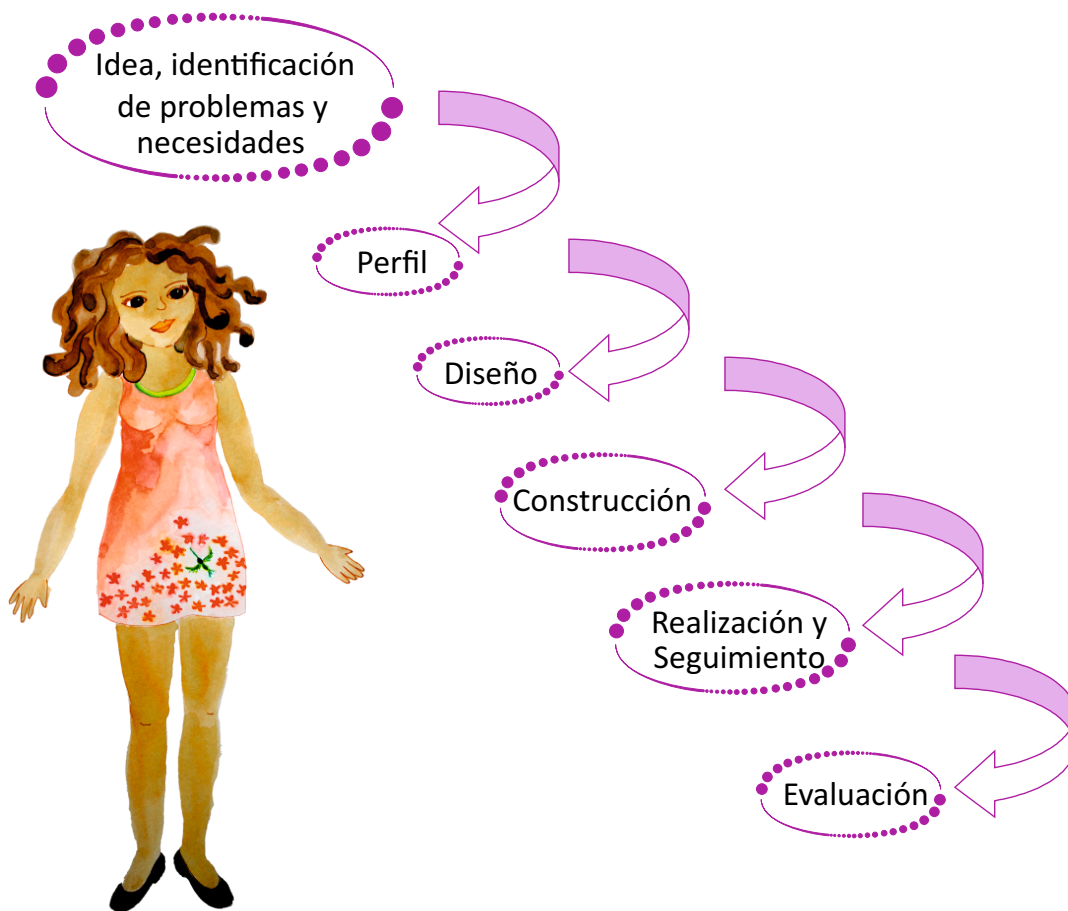 Idea, identificación
de problemas y
necesidades
Perfil
Diseño
Construcción
Realización y
Seguimiento
Evaluación